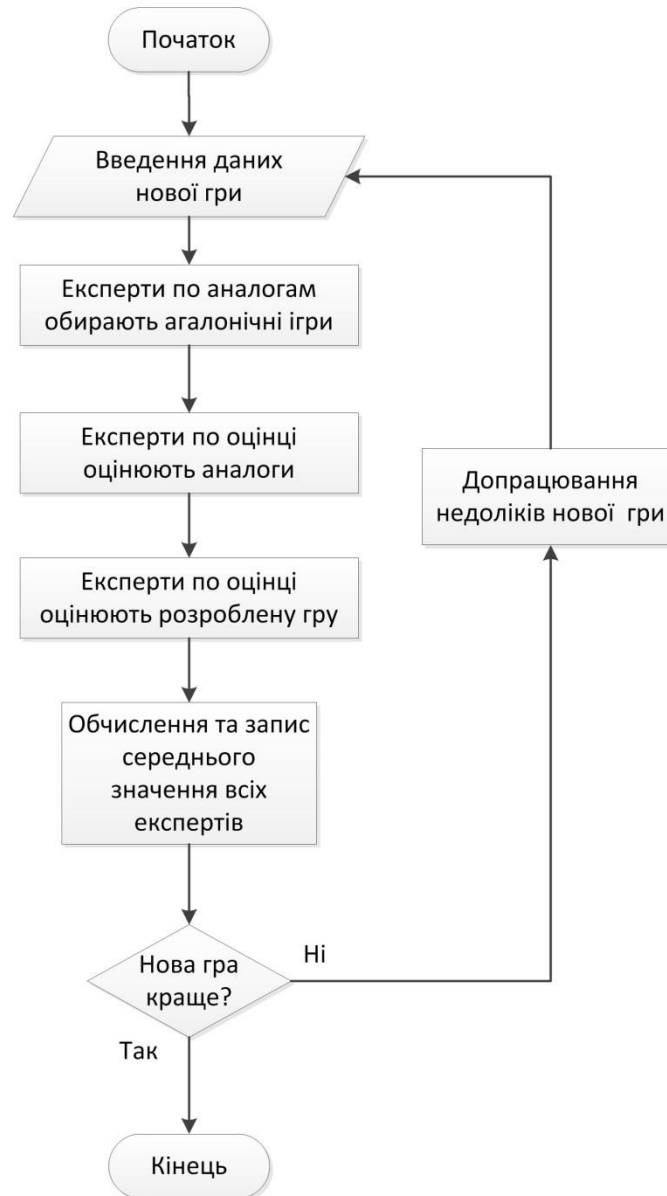 Початок
Введення даних
нової гри
Експерти по аналогам
обирають агалонічні ігри
Експерти по оцінці
оцінюють аналоги
Експерти по оцінці
оцінюють розроблену гру
Обчислення та запис
середнього
значення всіх
експертів
Нова гра
краще?
Ні
Так
Кінець
Допрацювання
недоліків нової гри